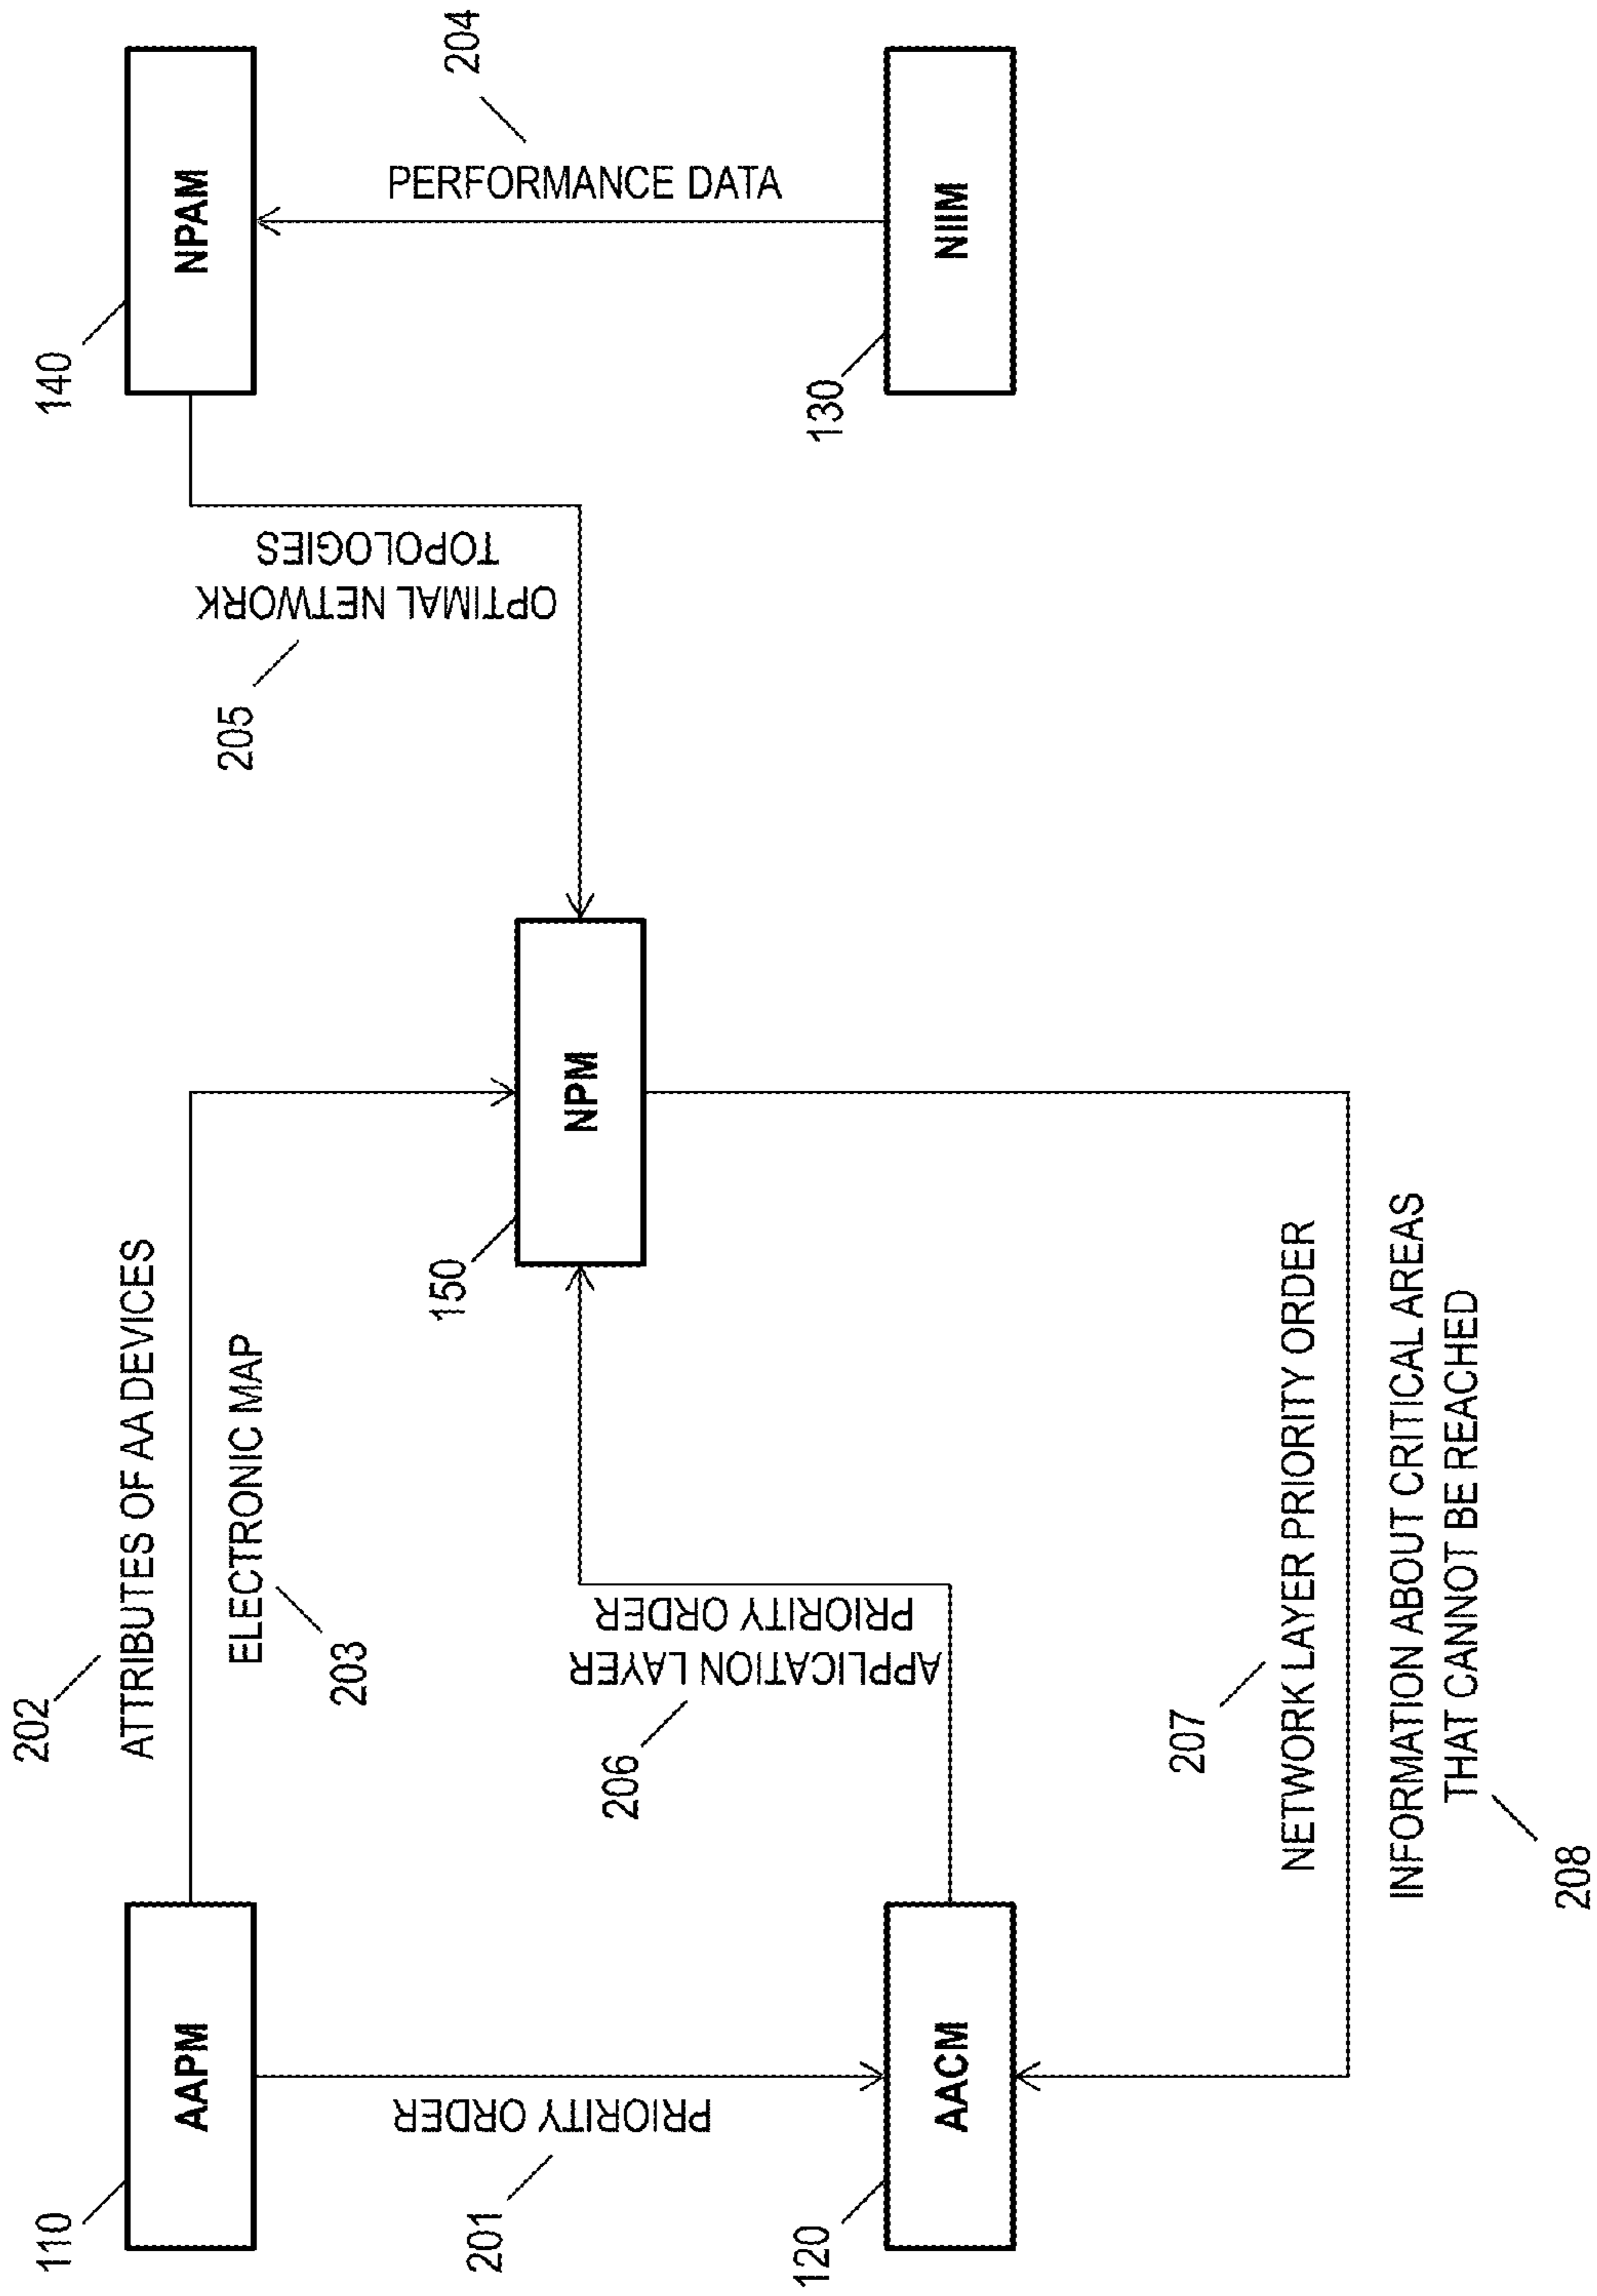 110
202
140
ATTRIBUTES OF AA DEVICES
AAPM
NPAM
ELECTRONIC MAP
203
205
OPTIMAL NETWORK
TOPOLOGIES
201
PRIORITY ORDER
204
PERFORMANCE DATA
150
NPM
206
APPLICATION LAYER
PRIORITY ORDER
120
130
AACM
NIIM
207
NETWORK LAYER PRIORITY ORDER
INFORMATION ABOUT CRITICAL AREAS
THAT CANNOT BE REACHED
208